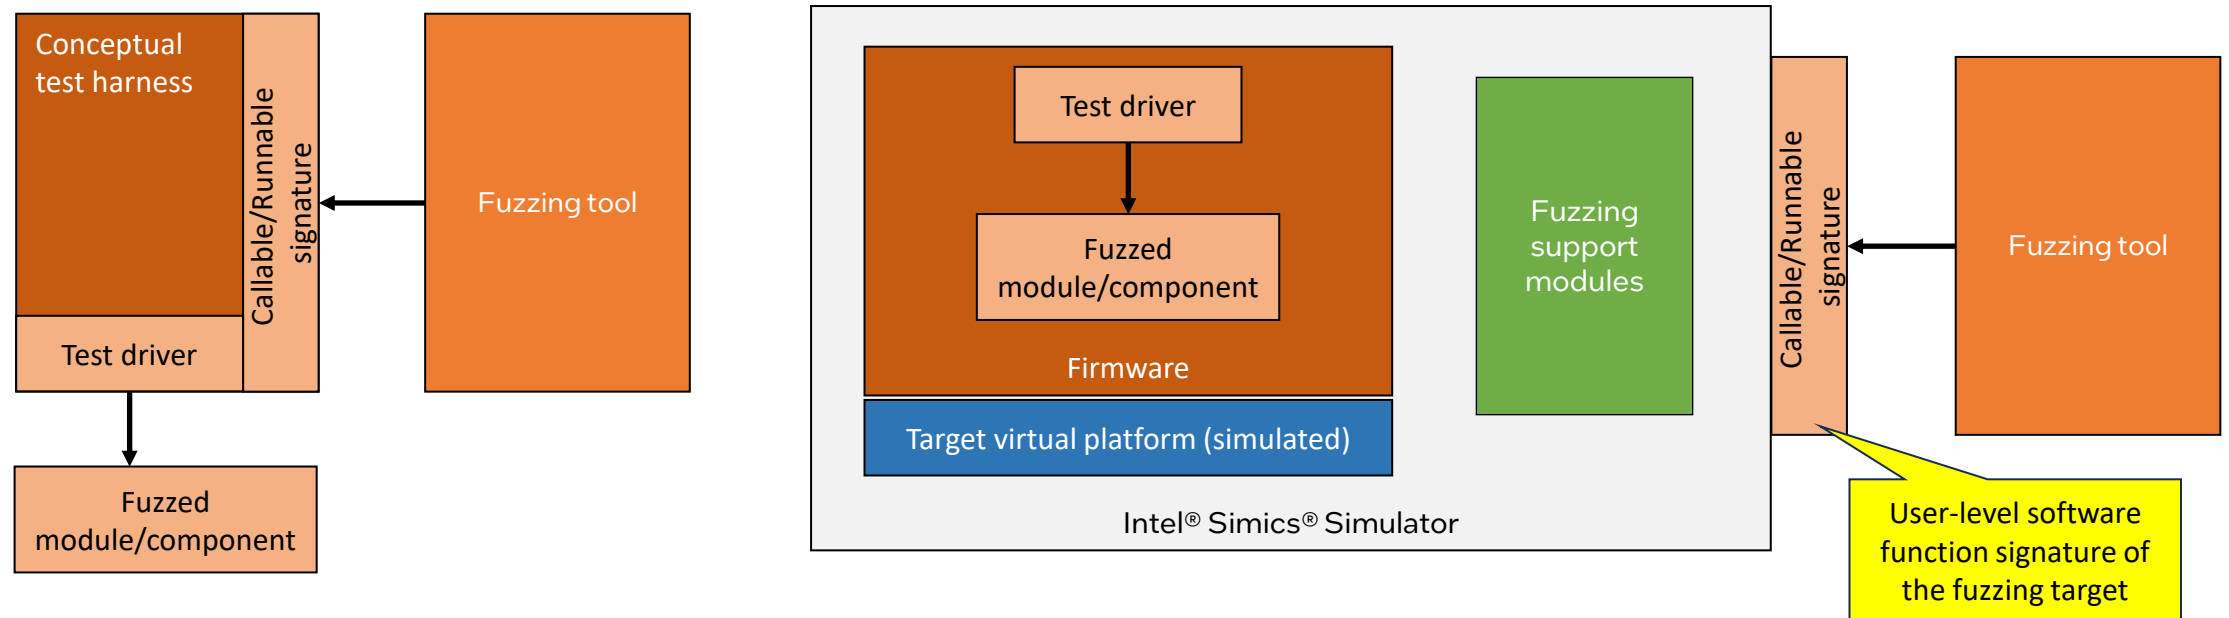 Conceptual
test harness
Callable/Runnable
signature
Fuzzing tool
Test driver
Fuzzed
module/component
Test driver
Fuzzed
module/component
Firmware
Target virtual platform (simulated)
Intel® Simics® Simulator
Fuzzing
support
modules
Callable/Runnable
signature
Fuzzing tool
User-level software
function signature of
the fuzzing target